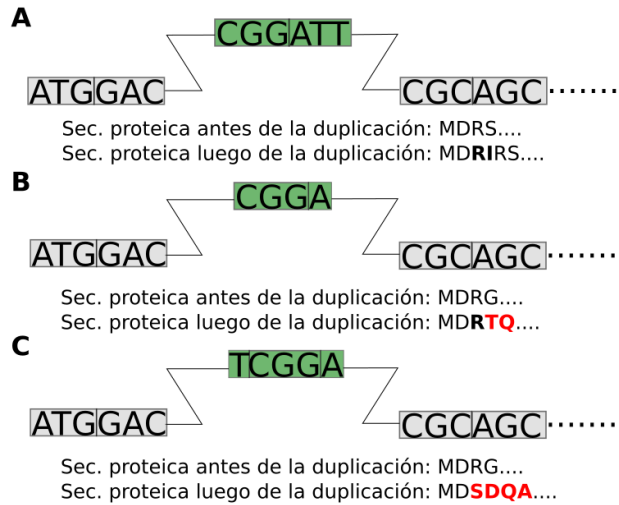 A
CGGATT
ATGGAC CGCAGC.......
Sec. proteica antes de la duplicación: MDRS....
Sec. proteica luego de la duplicación: MDRIRS....
B
CGGA
ATGGAC CGCAGC.......
Sec. proteica antes de la duplicación: MDRG....
Sec. proteica luego de la duplicación: MDRTQ....
C
TCGGA
ATGGAC CGCAGC.......
Sec. proteica antes de la duplicación: MDRG....
Sec. proteica luego de la duplicación: MDSDQA....